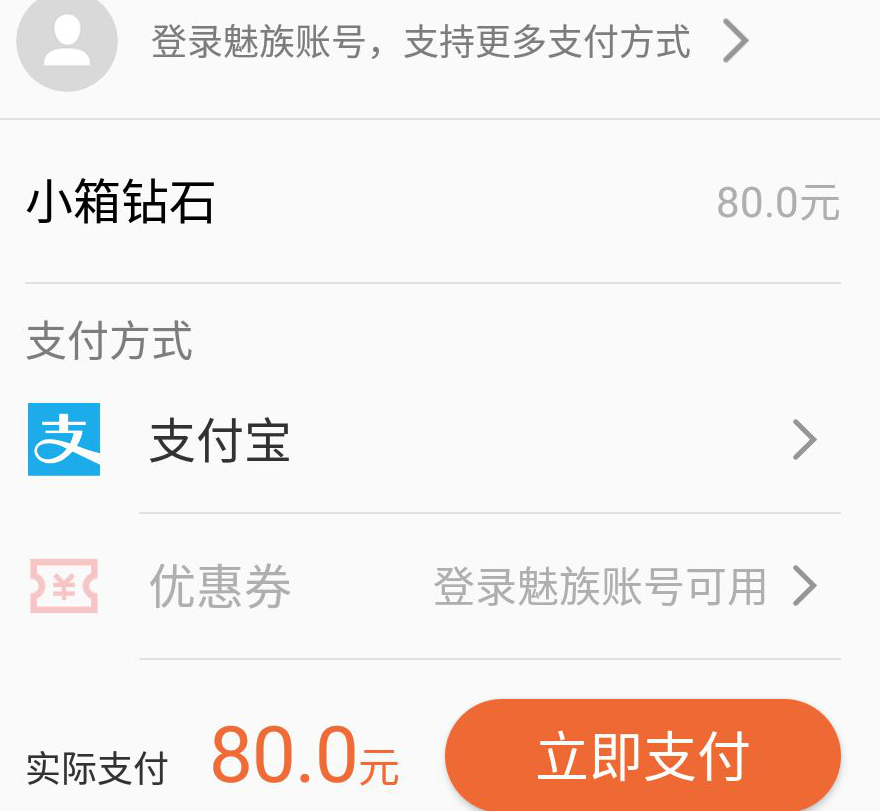 登录魅族账号，支持更多支付方式
小箱钻石 80.0元
支付方式
支 支付宝
¥ 优惠券 登录魅族账号可用
实际支付 80.0元 立即支付